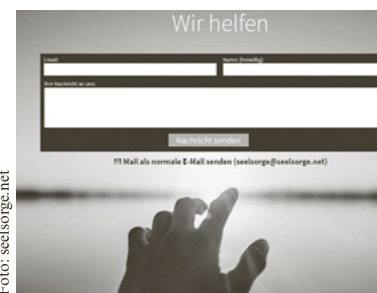 Wir helfen
Email:
Name (freiwillig):
Ihre Nachricht an uns:
Nachricht senden
Mail als normale E-Mail senden (seelsorge@seelsorge.net)
Foto: seelsorge.net